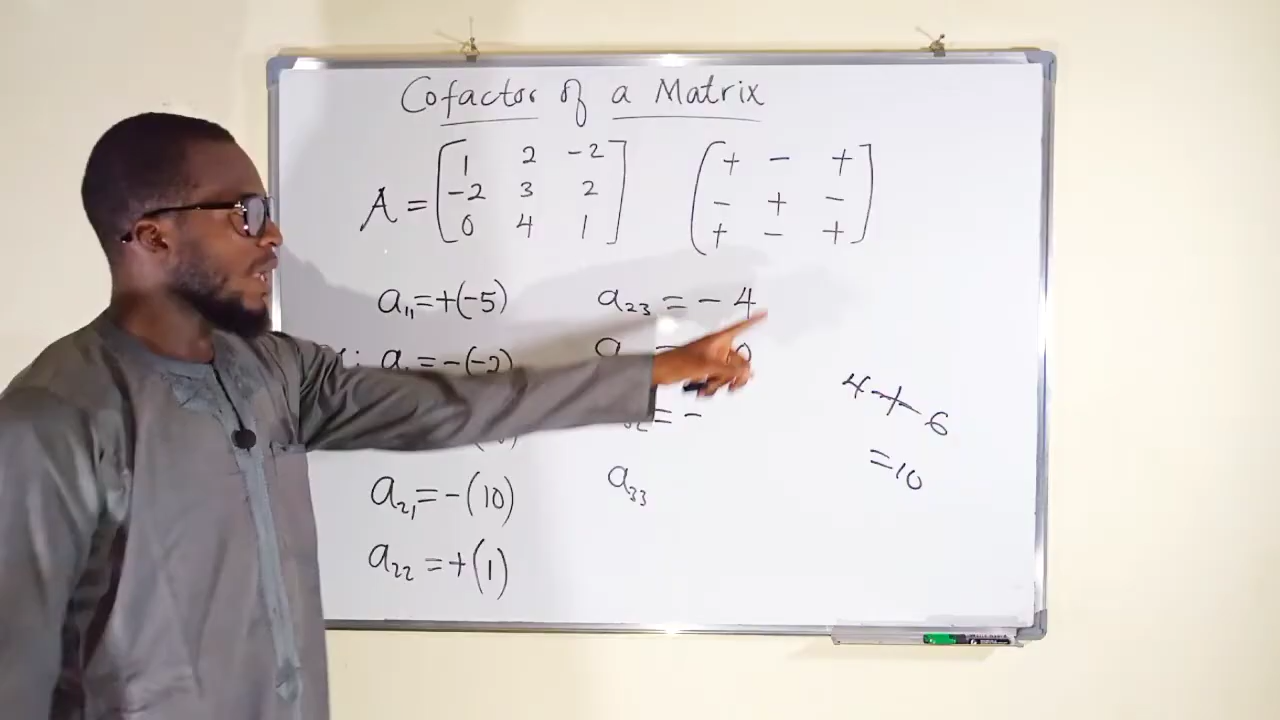 Cofactor of a Matrix
A = [1 2 -2
-2 3 2
0 4 1]
(+ - +
- + -
+ - +]
a₁₁=+(-5)
= -(-2)
a₂₁=-(10)
a₂₂=+(1)
a₂₃ = - 4
= -
a₃₃
4+6
=10